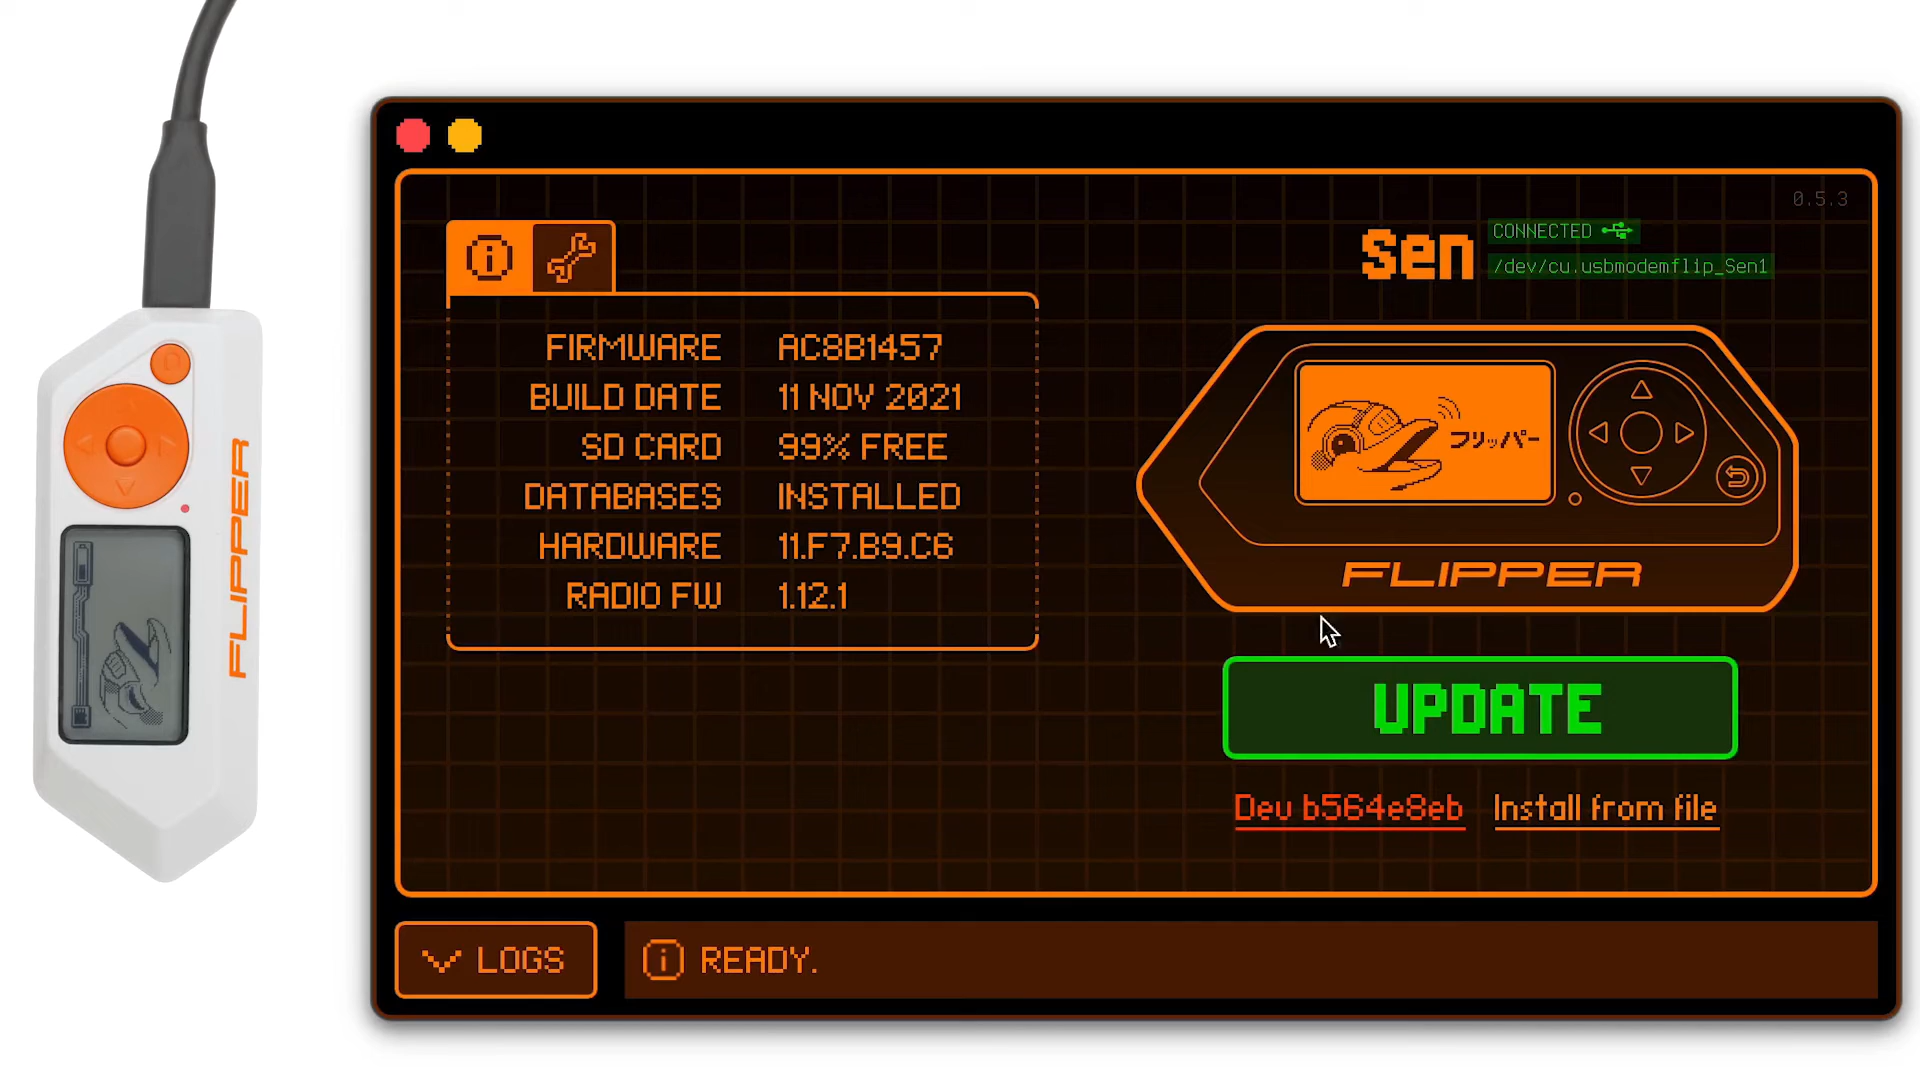 FLIPPER
0.5.3
Sen
CONNECTED
/dev/cu.usbmodemflip_Sen1
FIRMWARE AC8B1457
BUILD DATE 11 NOV 2021
SD CARD 99% FREE
DATABASES INSTALLED
HARDWARE 11.F7.B9.C6
RADIO FW 1.12.1
フリッパー
FLIPPER
UPDATE
Dev b564e8eb Install from file
LOGS
READY.